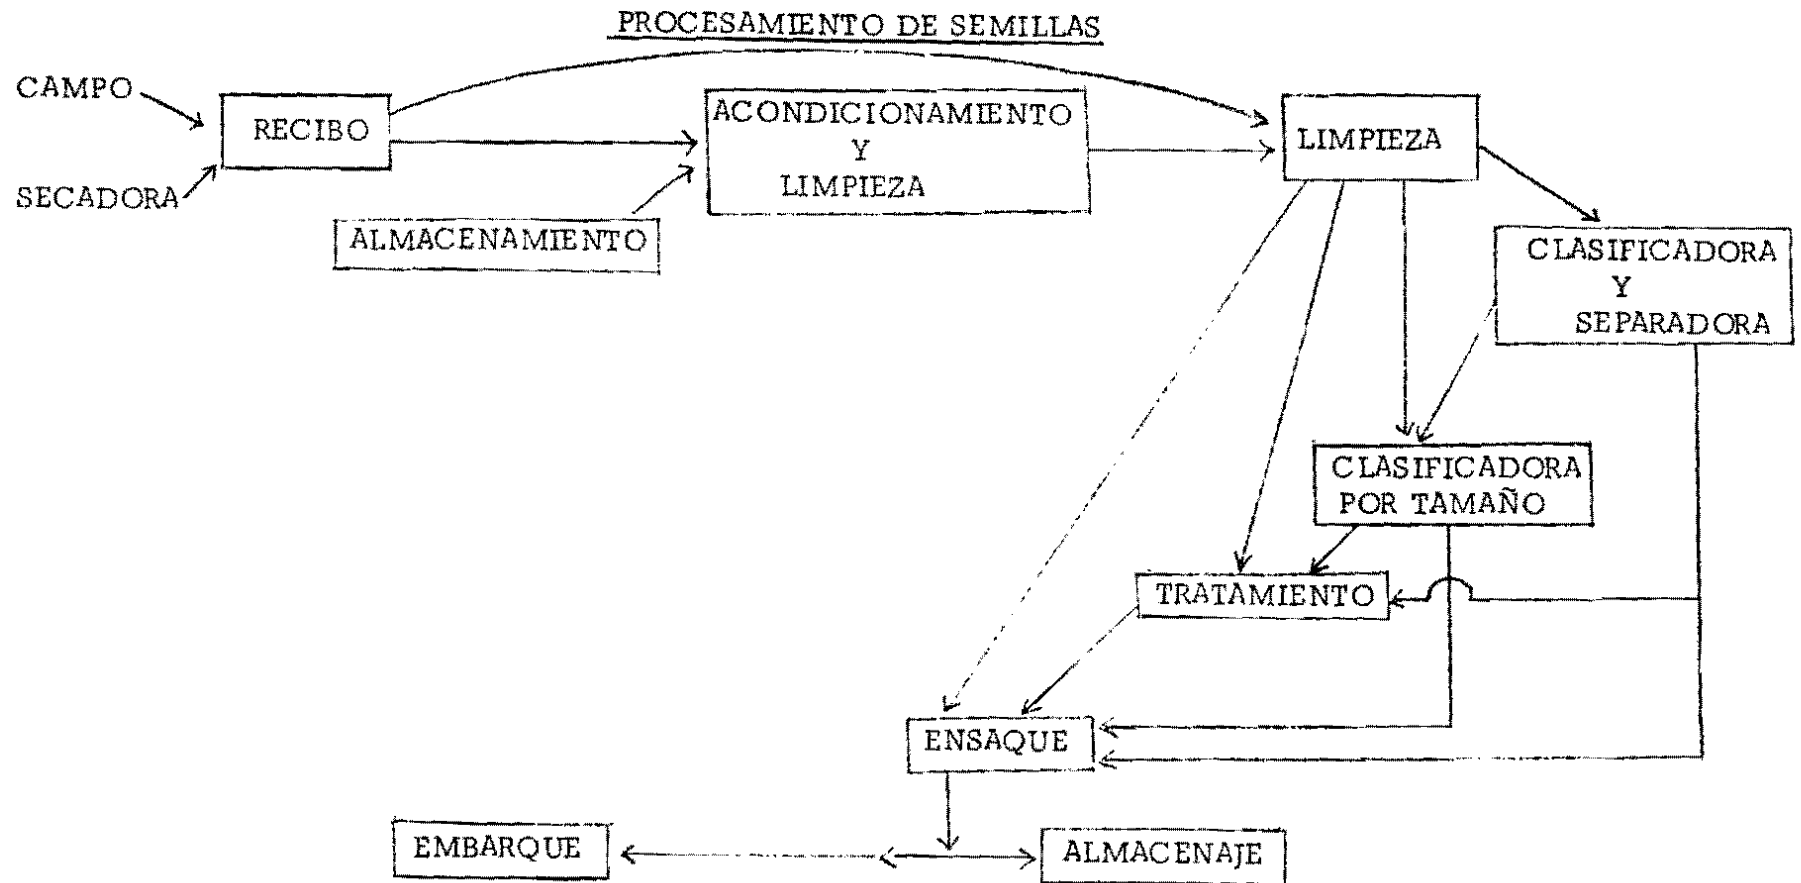 PROCESAMIENTO DE SEMILLAS
CAMPO
RECIBO
SECADORA
ALMACENAMIENTO
ACONDICIONAMIENTO
Y
LIMPIEZA
LIMPIEZA
CLASIFICADORA
Y
SEPARADORA
CLASIFICADORA
POR TAMAÑO
TRATAMIENTO
ENSAQUE
EMBARQUE
ALMACENAJE